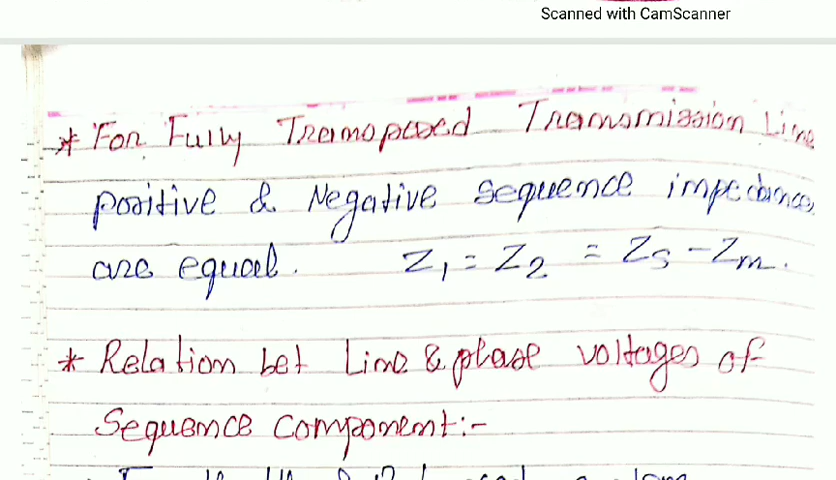 Scanned with CamScanner
* For Fully Transposed Transmission Line
positive & Negative sequence impedances
are equal. Z1 = Z2 = Zs - Zm.
* Relation bet Line & phase voltages of
Sequence component:-